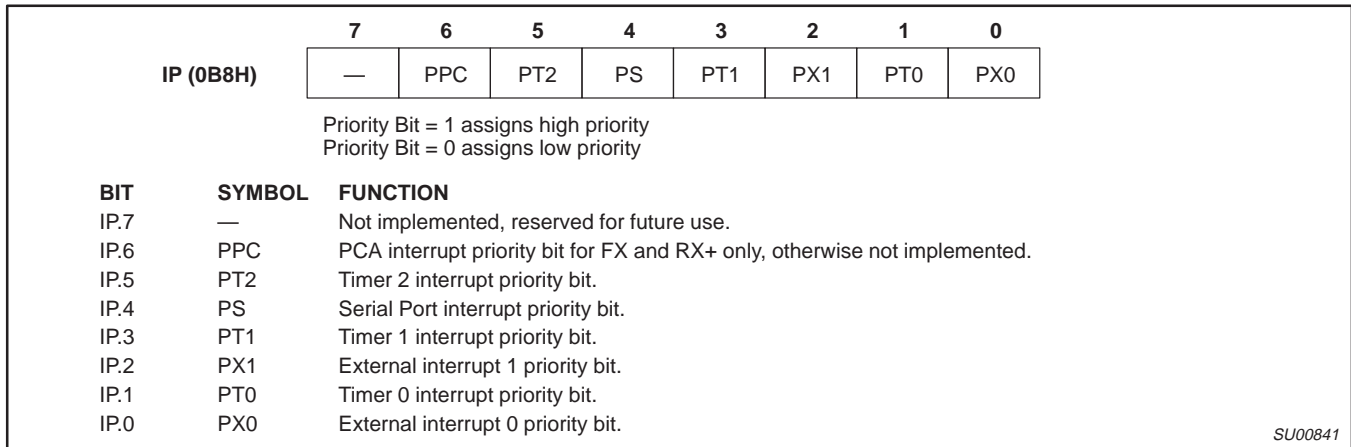 7 6 5 4 3 2 1 0
IP (0B8H) — PPC PT2 PS PT1 PX1 PT0 PX0
Priority Bit = 1 assigns high priority
Priority Bit = 0 assigns low priority
BIT SYMBOL FUNCTION
IP.7 — Not implemented, reserved for future use.
IP.6 PPC PCA interrupt priority bit for FX and RX+ only, otherwise not implemented.
IP.5 PT2 Timer 2 interrupt priority bit.
IP.4 PS Serial Port interrupt priority bit.
IP.3 PT1 Timer 1 interrupt priority bit.
IP.2 PX1 External interrupt 1 priority bit.
IP.1 PT0 Timer 0 interrupt priority bit.
IP.0 PX0 External interrupt 0 priority bit.
SU00841